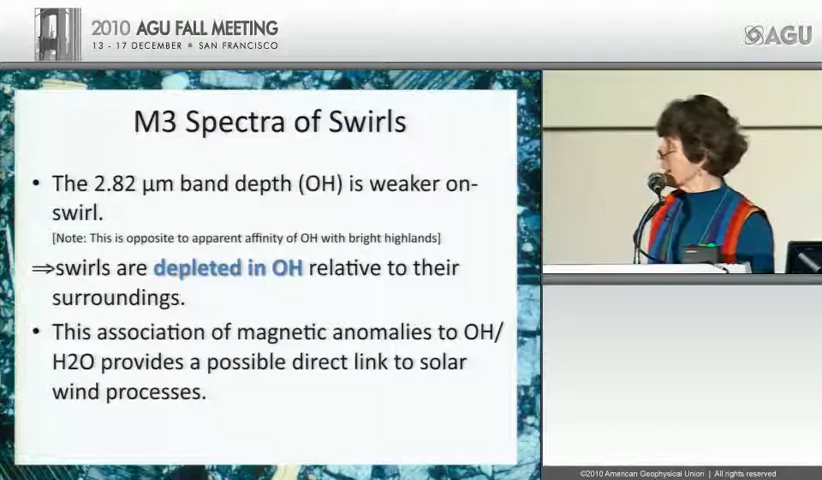 2010 AGU FALL MEETING
13 - 17 DECEMBER • SAN FRANCISCO
AGU
M3 Spectra of Swirls
• The 2.82 μm band depth (OH) is weaker on-
swirl.
[Note: This is opposite to apparent affinity of OH with bright highlands]
⇒swirls are depleted in OH relative to their
surroundings.
• This association of magnetic anomalies to OH/
H2O provides a possible direct link to solar
wind processes.
©2010 American Geophysical Union | All rights reserved